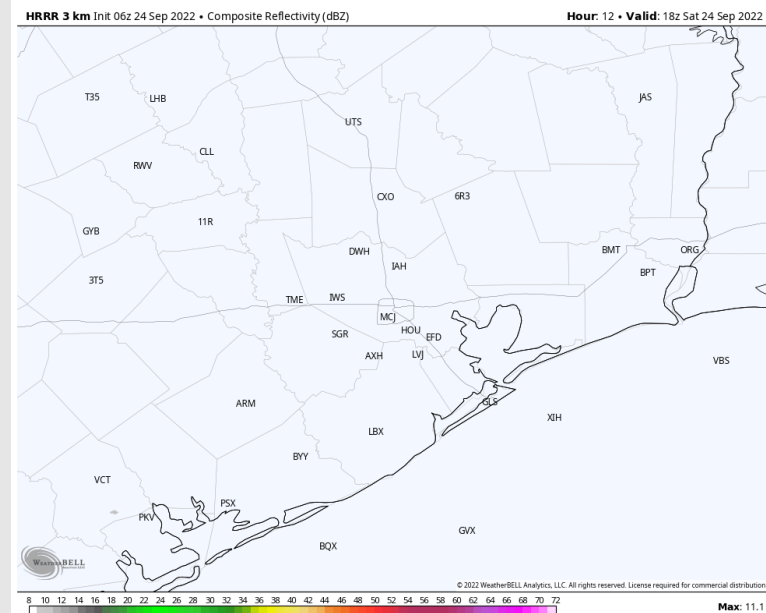 HRRR 3 km Init 06z 24 Sep 2022 • Composite Reflectivity (dBZ) Hour: 12 • Valid: 18z Sat 24 Sep 2022
T35 LHB JAS
UTS
CLL
RWV
CXO 6R3
11R
GYB
DWH BMT ORG
IAH
BPT
3T5
TME IWS
MCJ
HOU
SGR EFD
AXH LVJ
VBS
ARM GLS
XIH
LBX
BYY
VCT
PSX
PKV
GVX
BQX
WeatherBELL
© 2022 WeatherBELL Analytics, LLC. All rights reserved. License required for commercial distribution
8 10 12 14 16 18 20 22 24 26 28 30 32 34 36 38 40 42 44 46 48 50 52 54 56 58 60 62 64 66 68 70 72
Max: 11.1